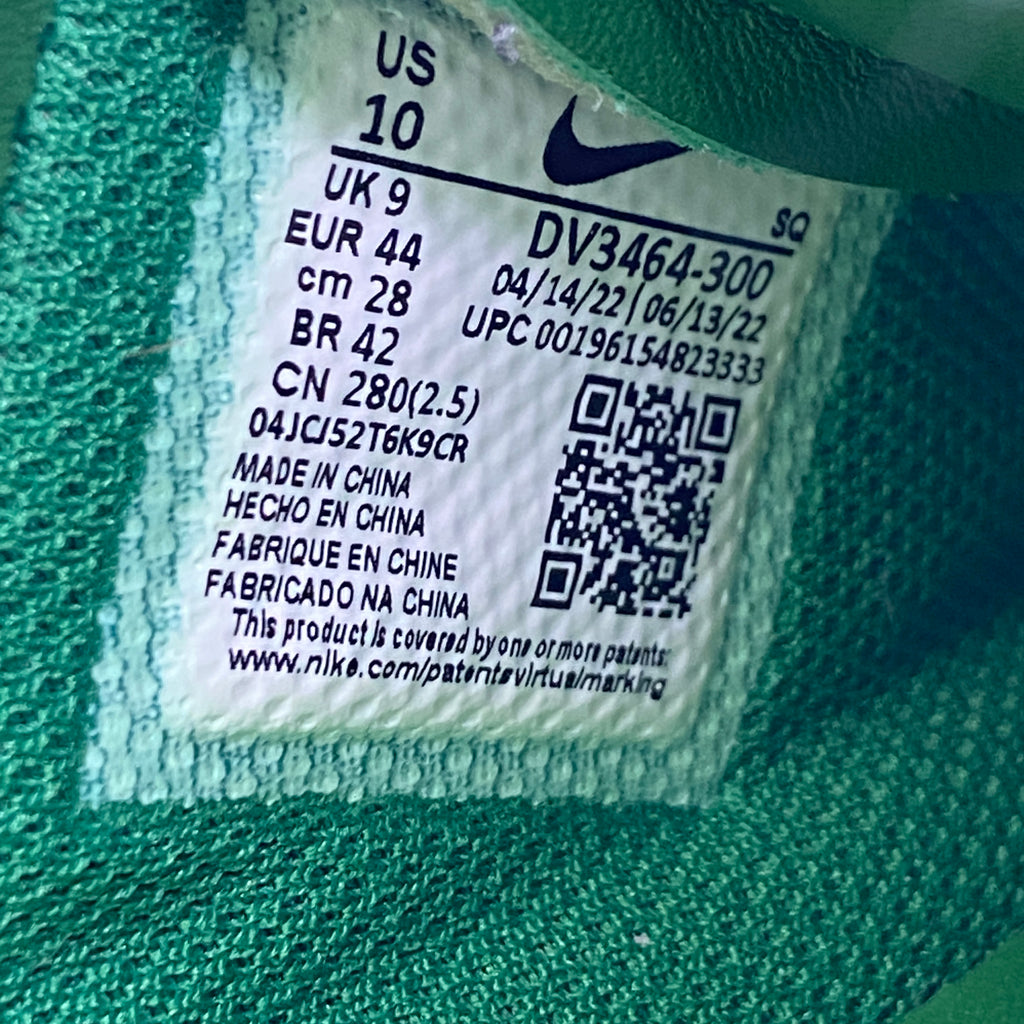 US
10
SQ
UK 9
EUR 44
cm 28
BR 42
CN 280(2.5)
04JCJ52T6K9CR
DV3464-300
04/14/22 | 06/13/22
UPC 00196154823333
MADE IN CHINA
HECHO EN CHINA
FABRIQUE EN CHINE
FABRICADO NA CHINA
This product is covered by one or more patents:
www.nike.com/patentsvirtualmarking